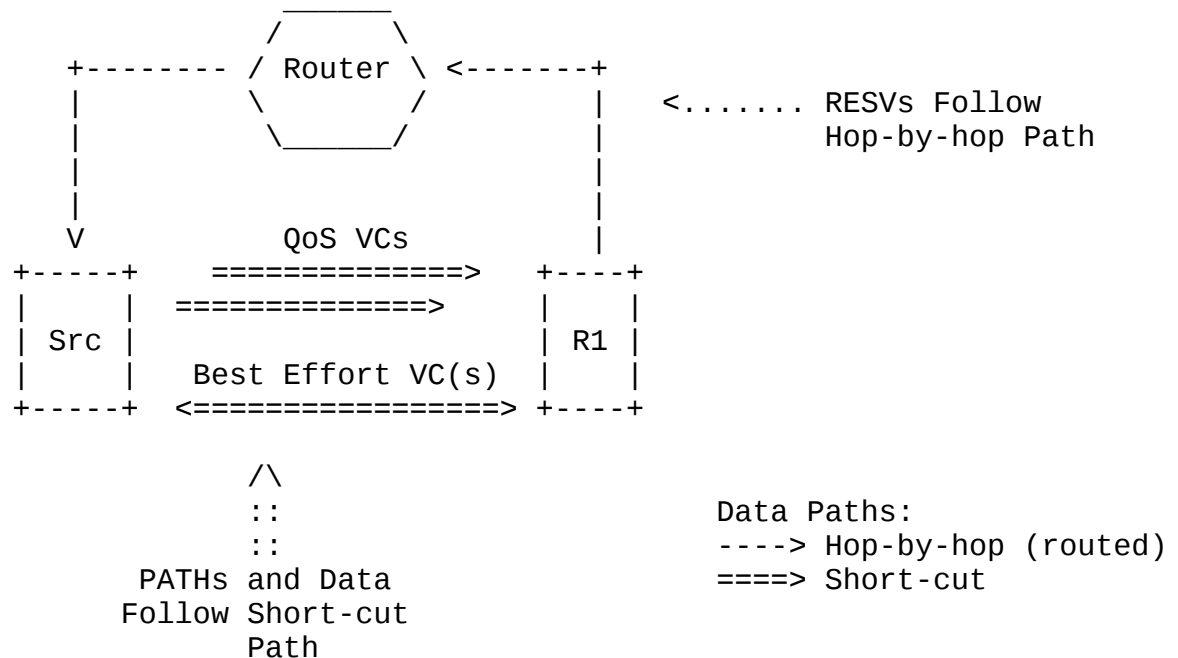 Router
<....... RESVs Follow
Hop-by-hop Path
V QoS VCs
Src
R1
Best Effort VC(s)
PATHs and Data
Follow Short-cut
Path
Data Paths:
----> Hop-by-hop (routed)
====> Short-cut